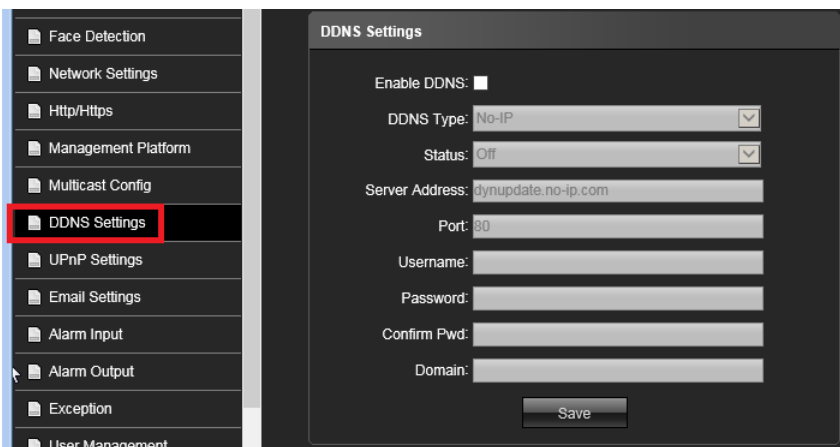 Face Detection
Network Settings
Http/Https
Management Platform
Multicast Config
DDNS Settings
UPnP Settings
Email Settings
Alarm Input
Alarm Output
Exception
User Management
DDNS Settings
Enable DDNS:
DDNS Type: No-IP
Status: Off
Server Address: dynupdate.no-ip.com
Port: 80
Username:
Password:
Confirm Pwd:
Domain:
Save